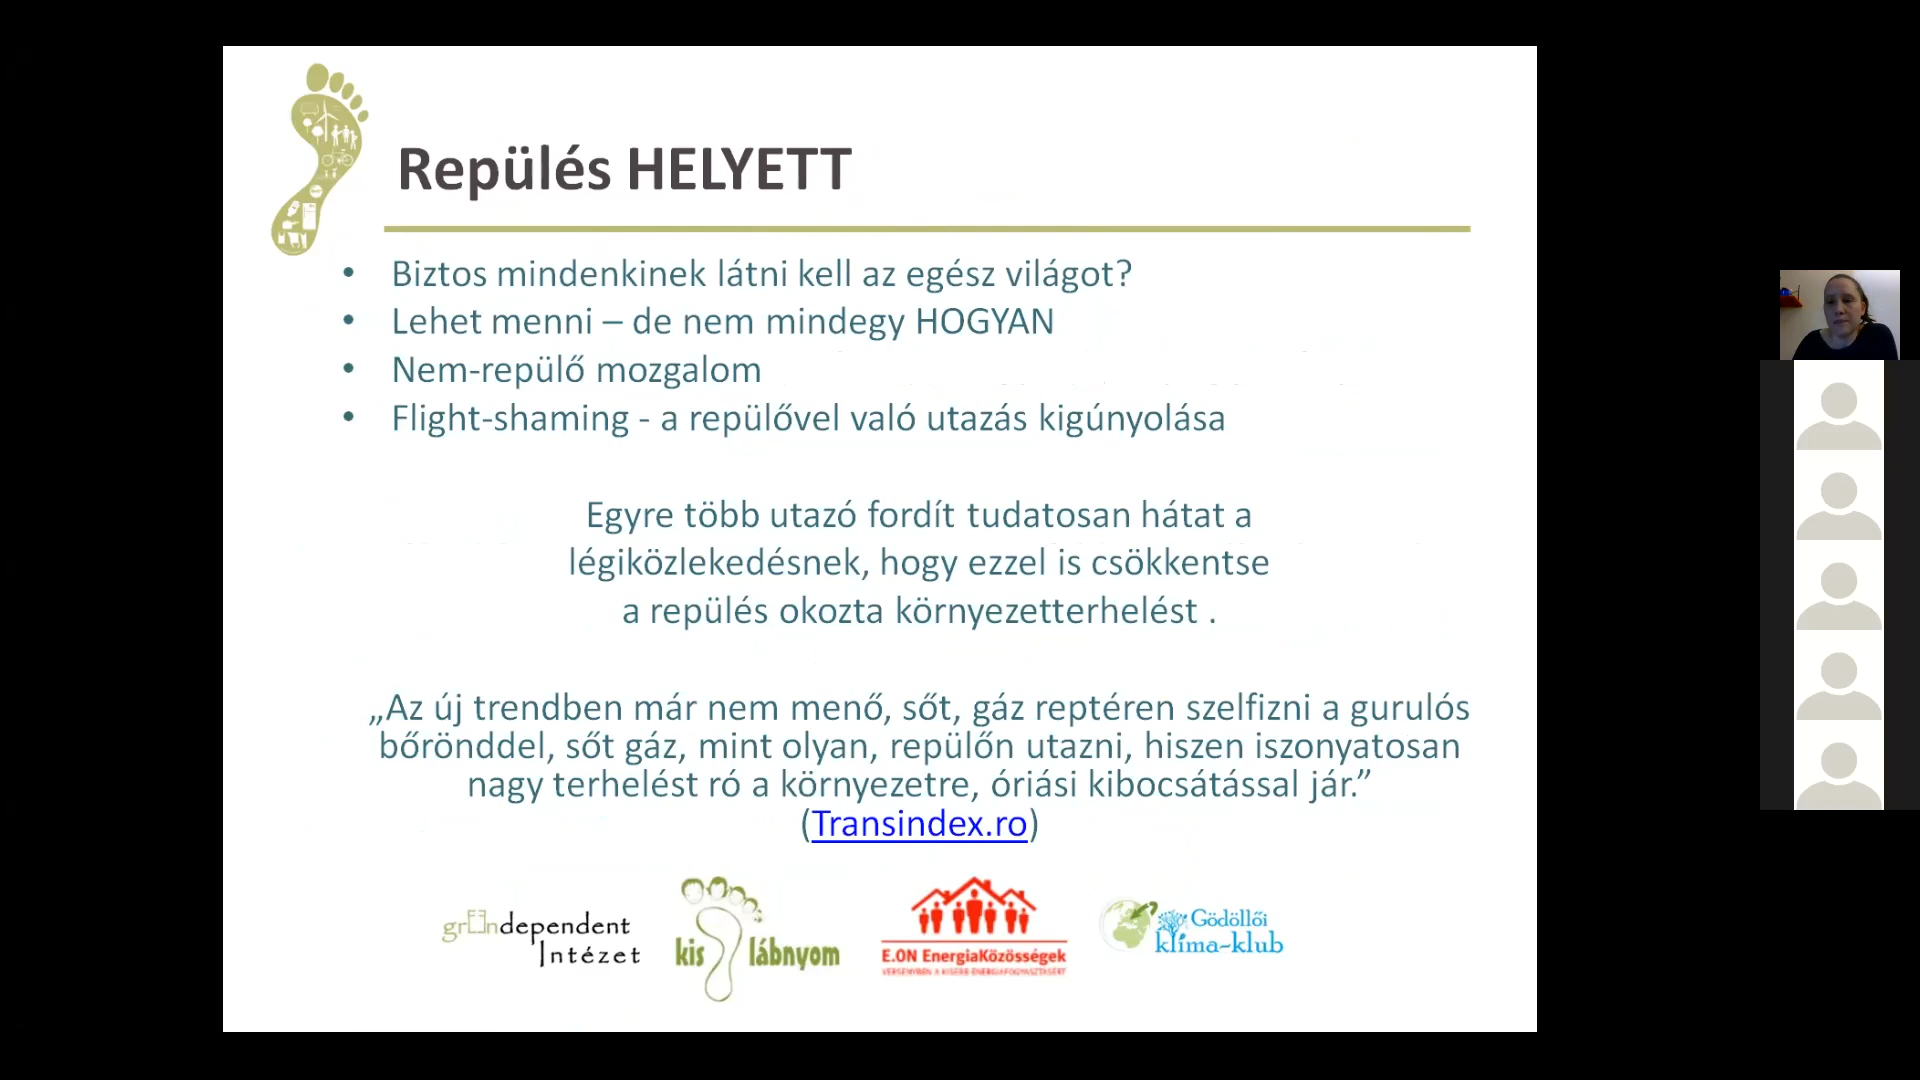 Repülés HELYETT
• Biztos mindenkinek látni kell az egész világot?
• Lehet menni – de nem mindegy HOGYAN
• Nem-repülő mozgalom
• Flight-shaming - a repülővel való utazás kigúnyolása
Egyre több utazó fordít tudatosan hátat a
légiközlekedésnek, hogy ezzel is csökkentse
a repülés okozta környezetterhelést .
„Az új trendben már nem menő, sőt, gáz reptéren szelfizni a gurulós
bőrönddel, sőt gáz, mint olyan, repülőn utazni, hiszen iszonyatosan
nagy terhelést ró a környezetre, óriási kibocsátással jár.”
(Transindex.ro)
greendependent
Intézet
kis lábnyom
E.ON EnergiaKözösségek
VERSENYBEN A KISEBB ENERGIAFOGYASZTÁSÉRT
Gödöllői
klíma-klub